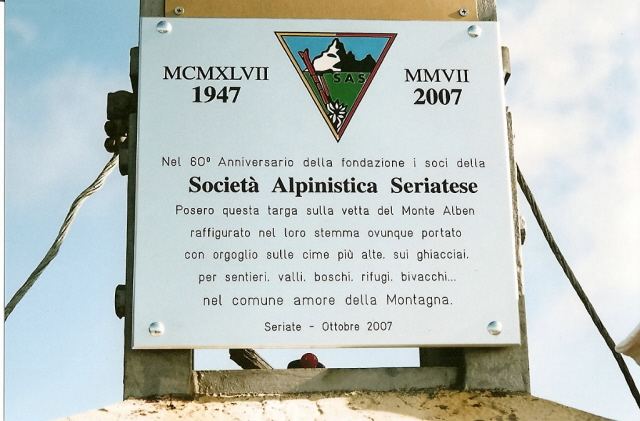 MCMXLVII
1947
SAS
MMVII
2007
Nel 60° Anniversario della fondazione i soci della
Società Alpinistica Seriatese
Posero questa targa sulla vetta del Monte Alben
raffigurato nel loro stemma ovunque portato
con orgoglio sulle cime più alte, sui ghiacciai,
per sentieri, valli, boschi, rifugi, bivacchi...
nel comune amore della Montagna.
Seriate - Ottobre 2007